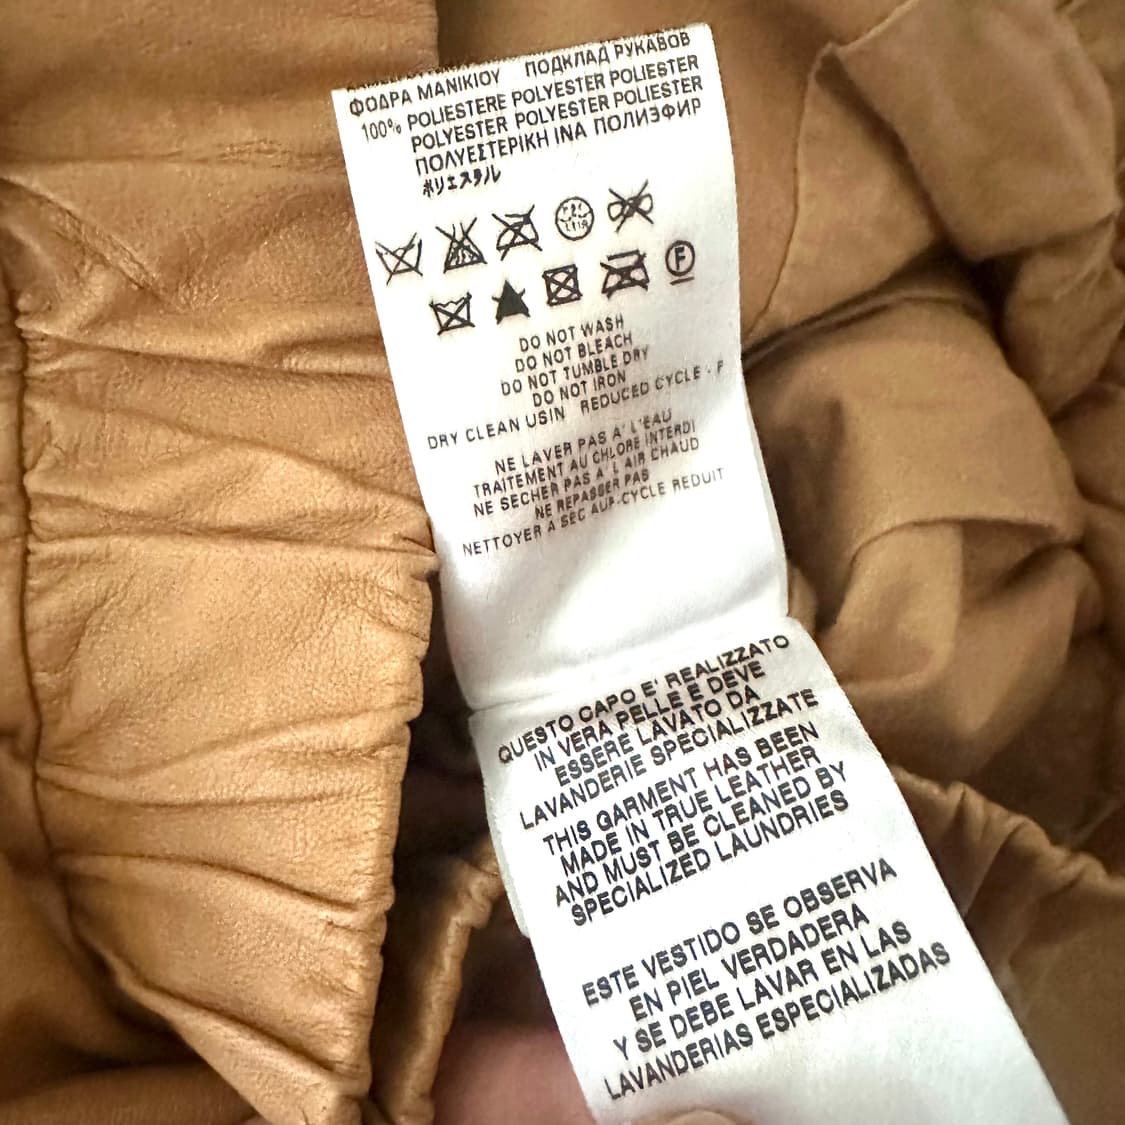 ΦΟΔΡΑ ΜΑΝΙΚΙΟΥ ПОДКЛАД РУКАВОВ
100% POLIESTERE POLYESTER POLIESTER
POLYESTER POLYESTER POLIESTER
ΠΟΛΥΕΣΤΕΡΙΚΗ ΙΝΑ ПОЛИЭФИР
ポリエステル
F
DO NOT WASH
DO NOT BLEACH
DO NOT TUMBLE DRY
DO NOT IRON
DRY CLEAN USIN REDUCED CYCLE - F
NE LAVER PAS A' L'EAU
TRAITEMENT AU CHLORE INTERDI
NE SECHER PAS A' L AIR CHAUD
NE REPASSER PAS
NETTOYER A SEC AUF-CYCLE REDUIT
QUESTO CAPO E' REALIZZATO
IN VERA PELLE E DEVE
ESSERE LAVATO DA
LAVANDERIE SPECIALIZZATE
THIS GARMENT HAS BEEN
MADE IN TRUE LEATHER
AND MUST BE CLEANED BY
SPECIALIZED LAUNDRIES
ESTE VESTIDO SE OBSERVA
EN PIEL VERDADERA
Y SE DEBE LAVAR EN LAS
LAVANDERIAS ESPECIALIZADAS